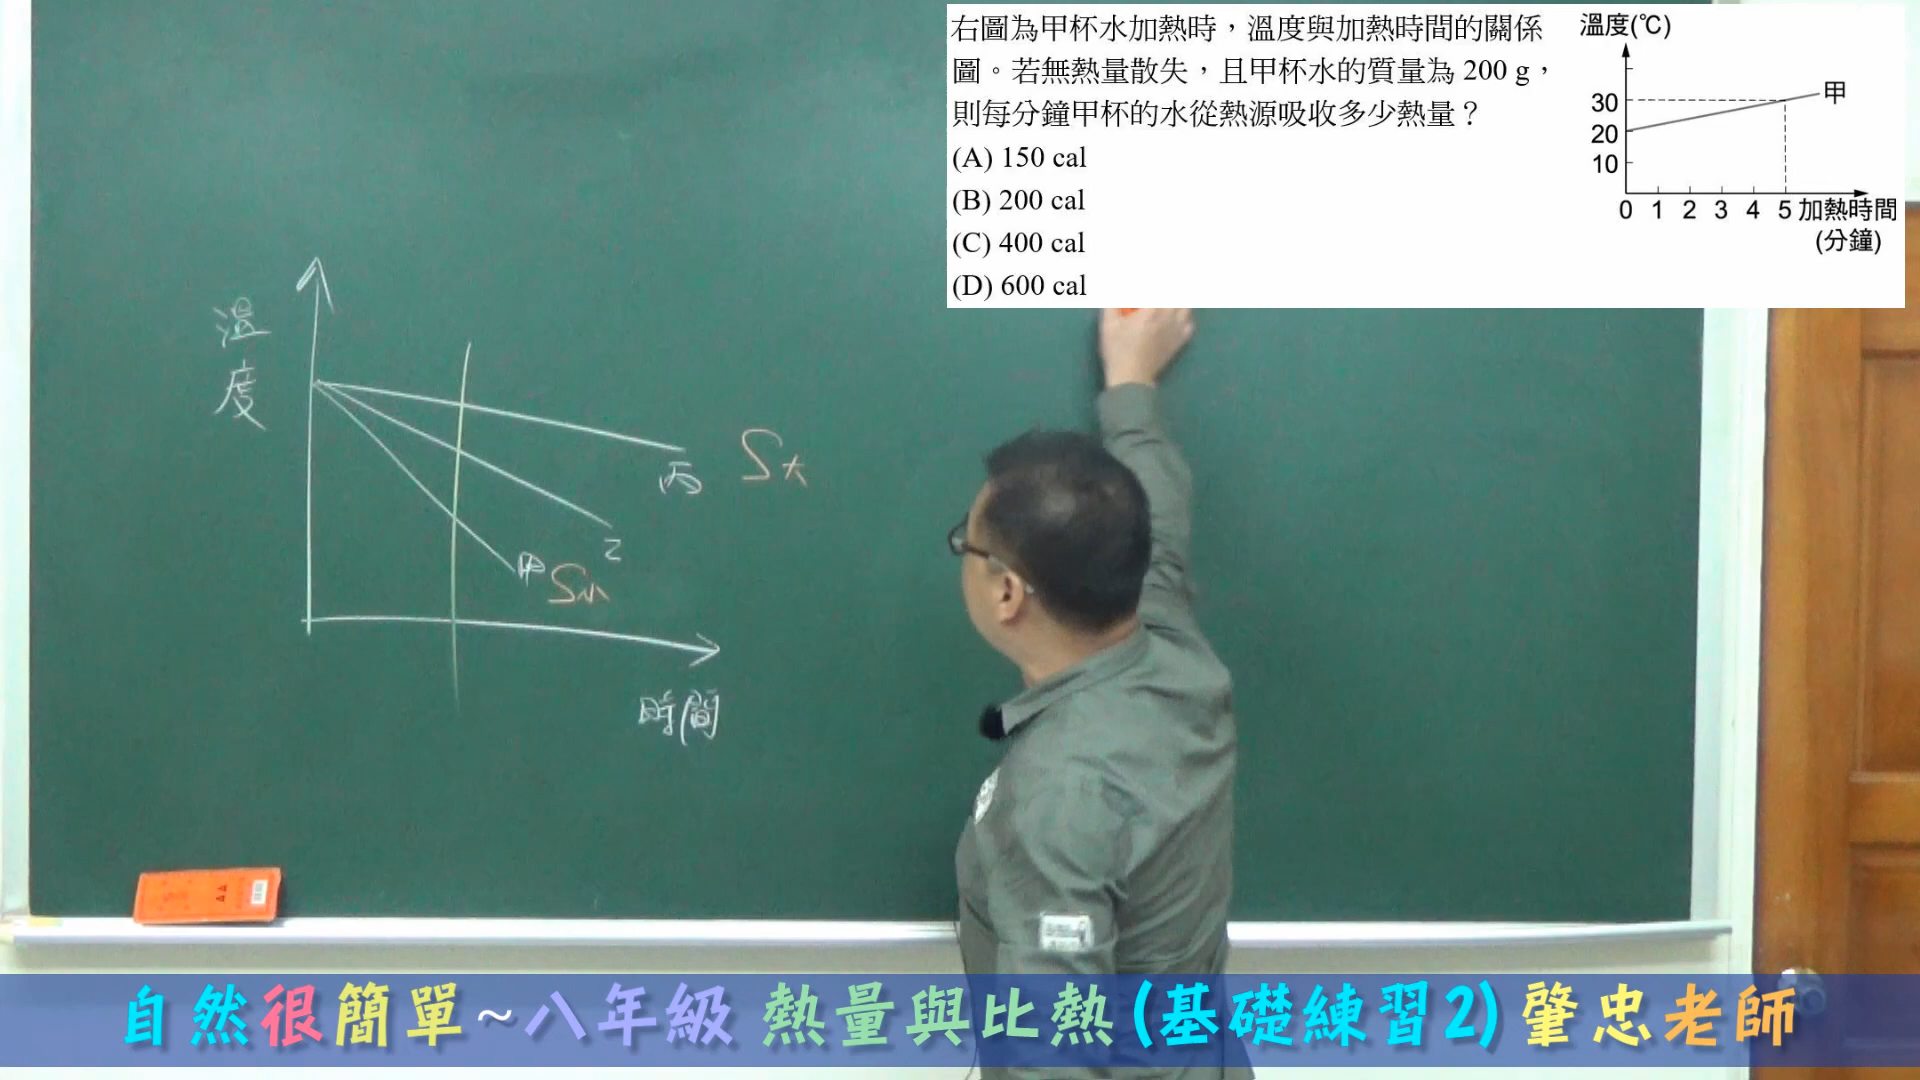 右圖為甲杯水加熱時，溫度與加熱時間的關係
圖。若無熱量散失，且甲杯水的質量為 200 g，
則每分鐘甲杯的水從熱源吸收多少熱量？
(A) 150 cal
(B) 200 cal
(C) 400 cal
(D) 600 cal
溫度(℃)
30
20
10
甲
0 1 2 3 4 5 加熱時間
(分鐘)
溫度
丙 S大
乙
甲 S小
時間
自然很簡單~八年級 熱量與比熱(基礎練習2) 肇忠老師